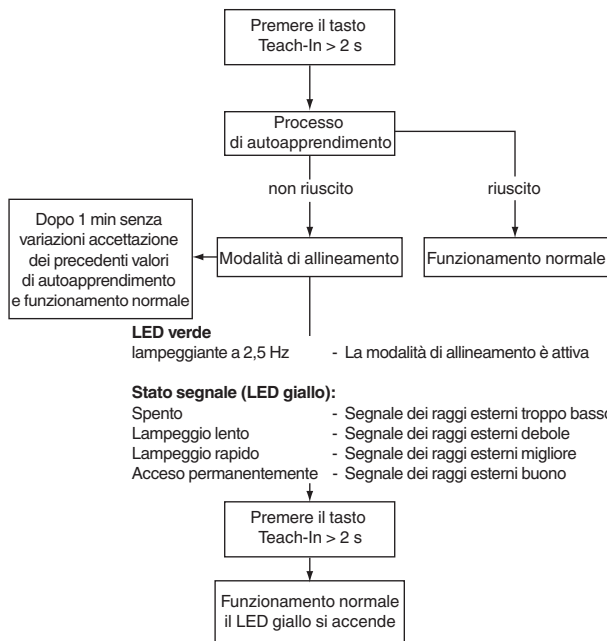 Premere il tasto
Teach-In > 2 s
Processo
di autoapprendimento
non riuscito
riuscito
Dopo 1 min senza
variazioni accettazione
dei precedenti valori
di autoapprendimento
e funzionamento normale
Modalità di allineamento
Funzionamento normale
LED verde
lampeggiante a 2,5 Hz - La modalità di allineamento è attiva
Stato segnale (LED giallo):
Spento - Segnale dei raggi esterni troppo basso
Lampeggio lento - Segnale dei raggi esterni debole
Lampeggio rapido - Segnale dei raggi esterni migliore
Acceso permanentemente - Segnale dei raggi esterni buono
Premere il tasto
Teach-In > 2 s
Funzionamento normale
il LED giallo si accende